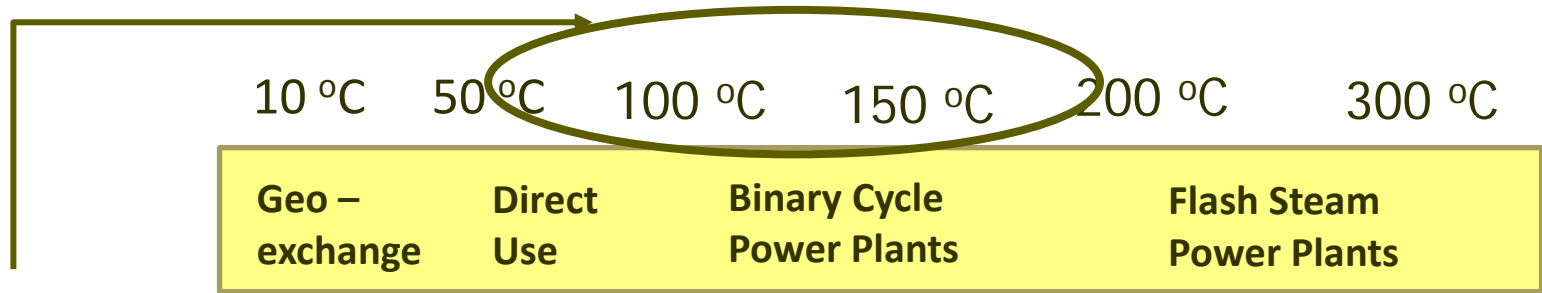 10 ºC 50 ºC 100 ºC 150 ºC 200 ºC 300 ºC
Geo – Direct Binary Cycle Flash Steam
exchange Use Power Plants Power Plants